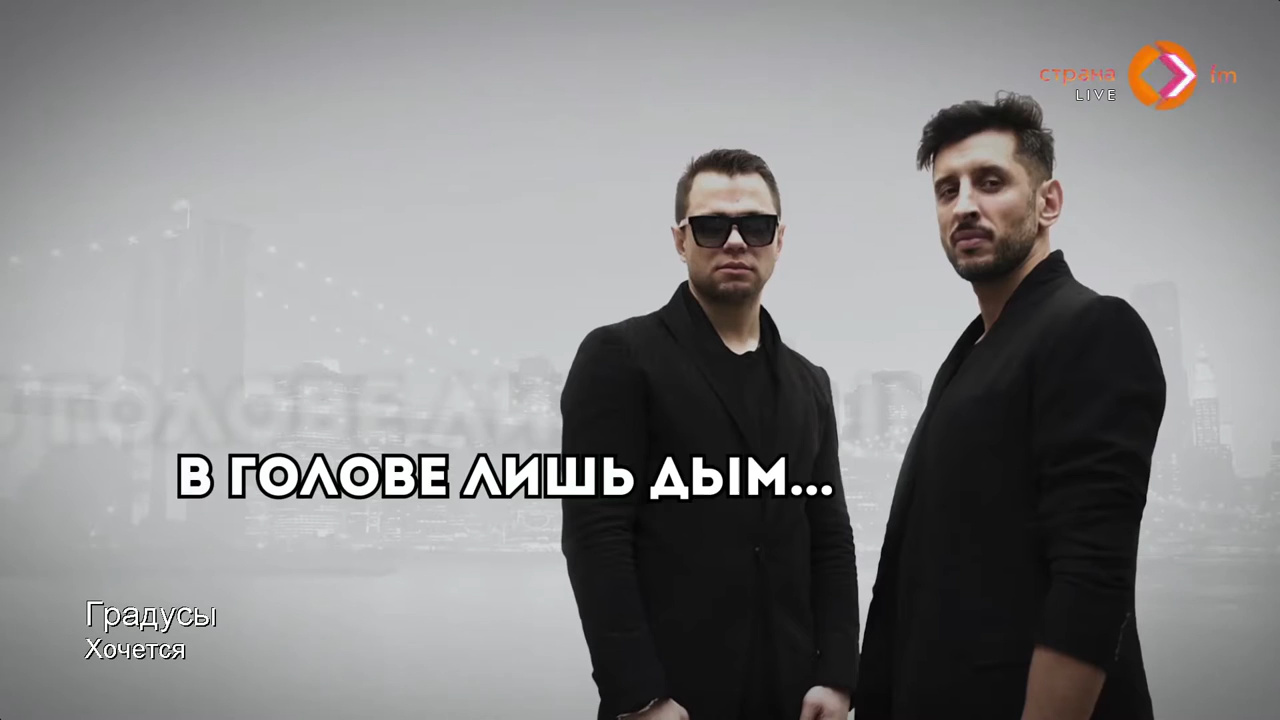 страна fm
LIVE
В ГОЛОВЕ ЛИШЬ ДЫМ...
Градусы
Хочется